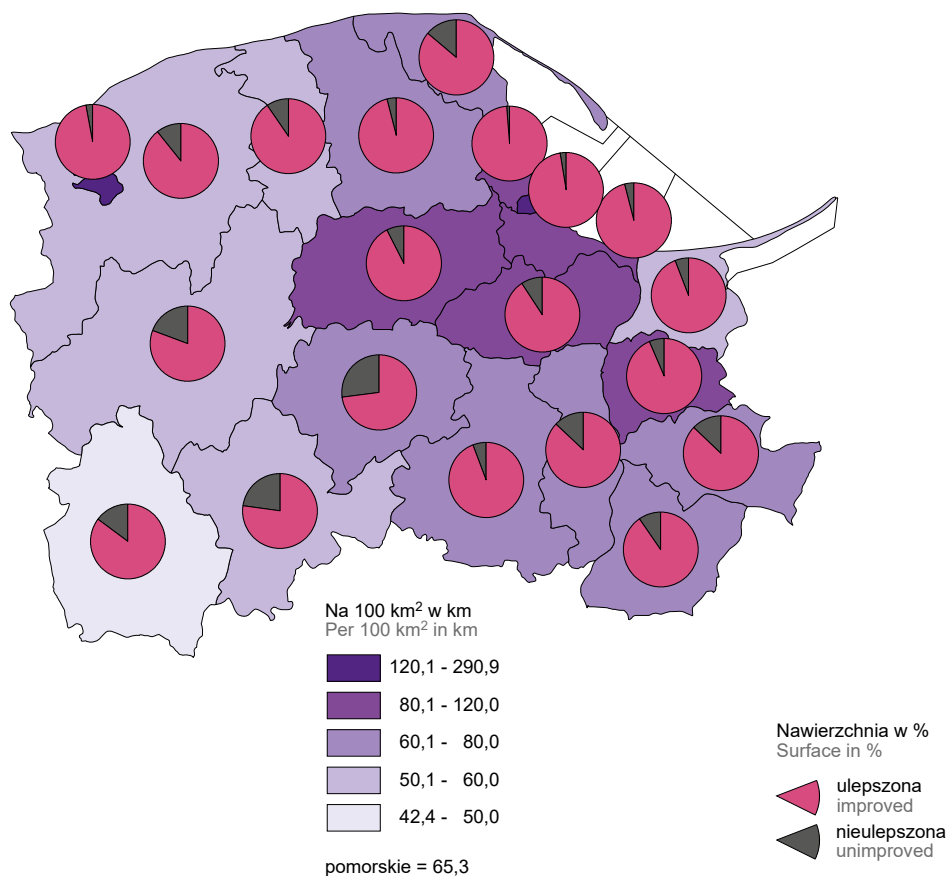 Na 100 km² w km
Per 100 km² in km
120,1 - 290,9
80,1 - 120,0
60,1 - 80,0
50,1 - 60,0
42,4 - 50,0
pomorskie = 65,3
Nawierzchnia w %
Surface in %
ulepszona
improved
nieulepszona
unimproved